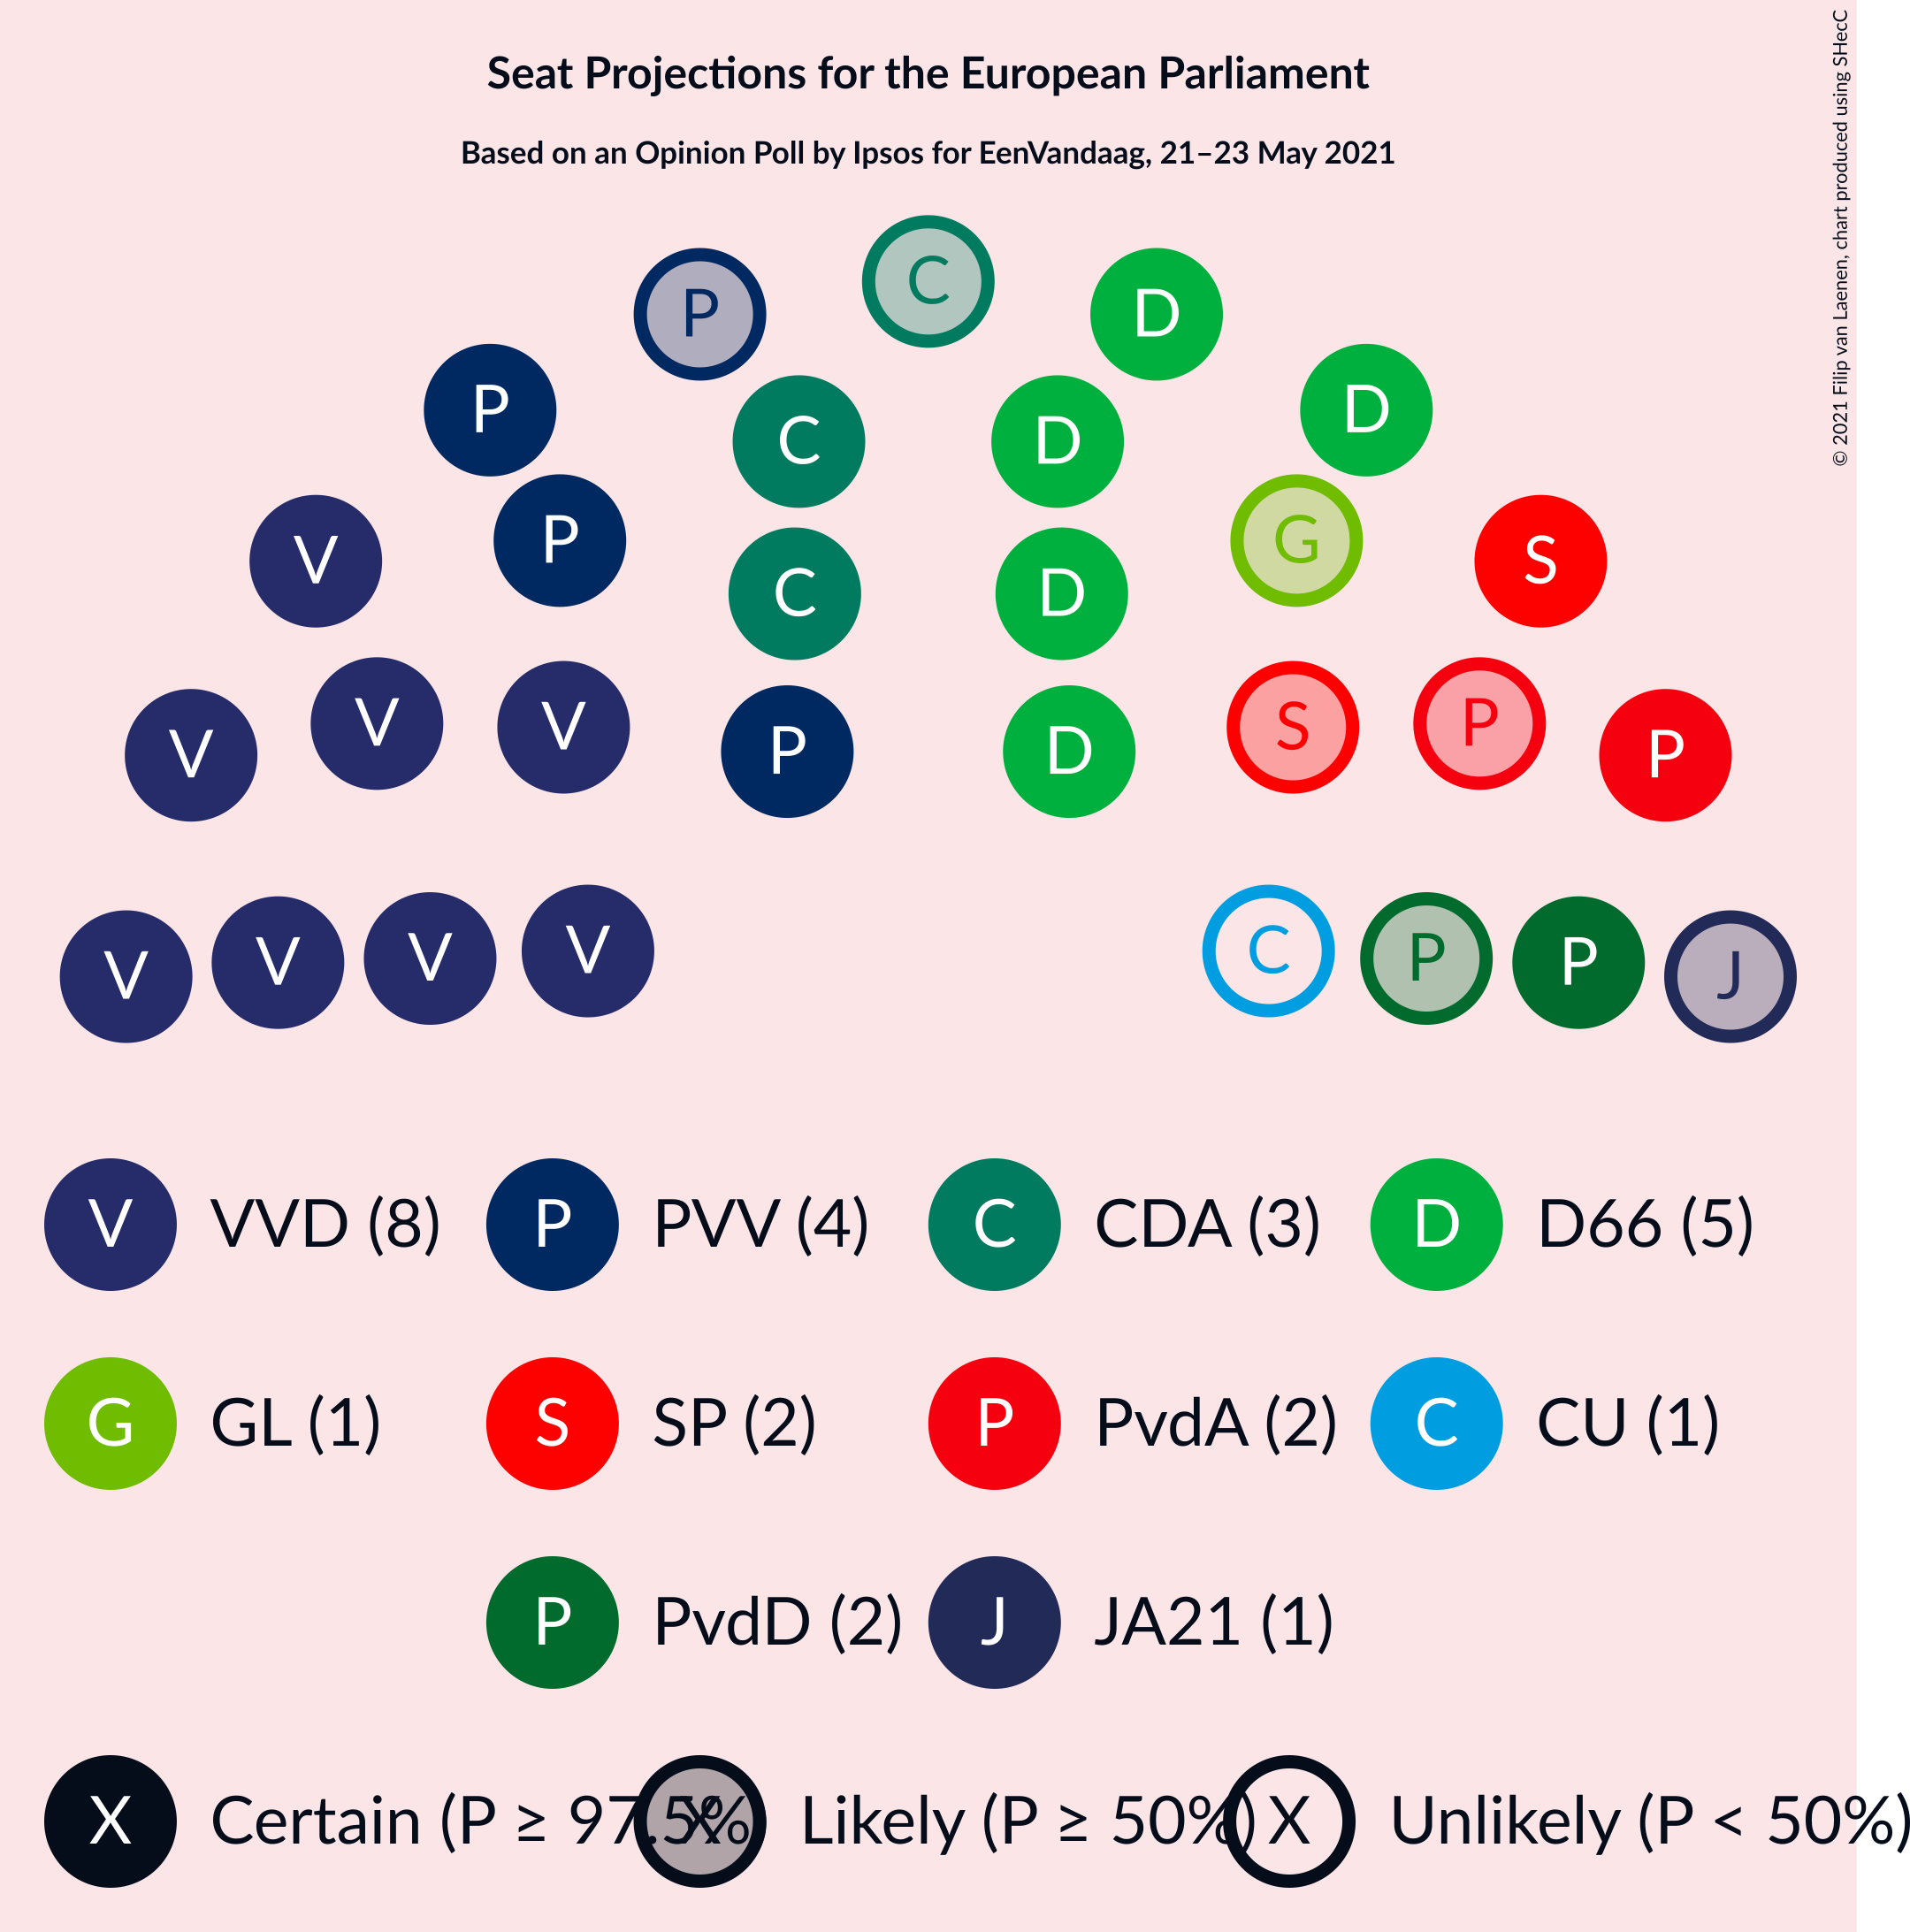 Seat Projections for the European Parliament
Based on an Opinion Poll by Ipsos for EenVandaag, 21–23 May 2021
© 2021 Filip van Laenen, chart produced using SHecC
C
P D
P D
C D
P G
V S
C D
V V S P
V P D P
V V V V C P P J
V VVD (8) P PVV (4) C CDA (3) D D66 (5)
G GL (1) S SP (2) P PvdA (2) C CU (1)
P PvdD (2) J JA21 (1)
X Certain (P ≥ 97.5% X Likely (P ≥ 50%) X Unlikely (P < 50%)